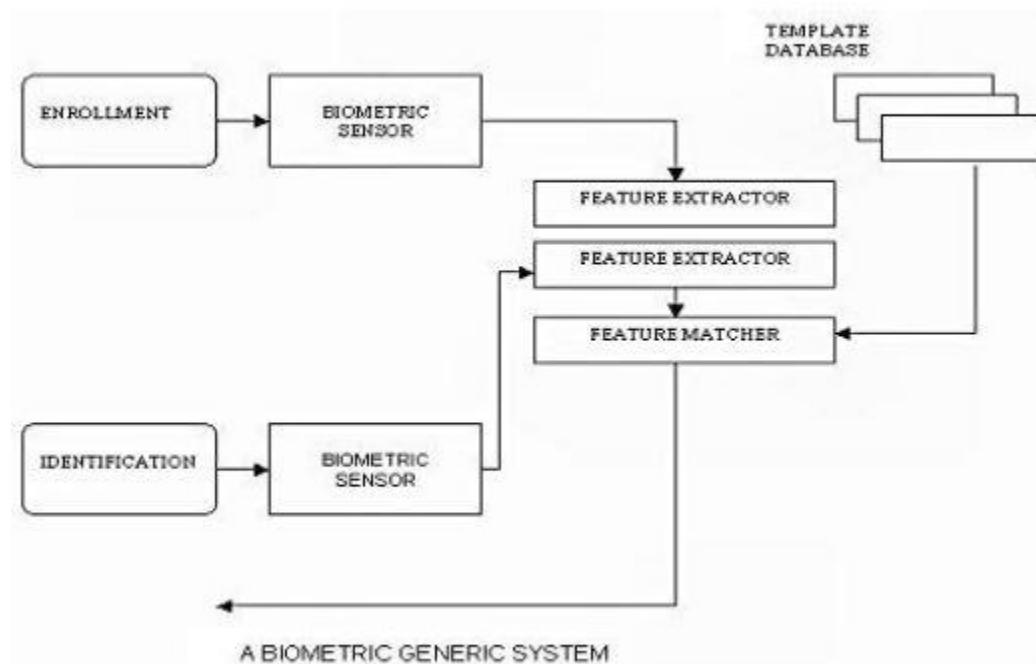 TEMPLATE
DATABASE
ENROLLMENT
BIOMETRIC
SENSOR
FEATURE EXTRACTOR
FEATURE EXTRACTOR
FEATURE MATCHER
IDENTIFICATION
BIOMETRIC
SENSOR
A BIOMETRIC GENERIC SYSTEM